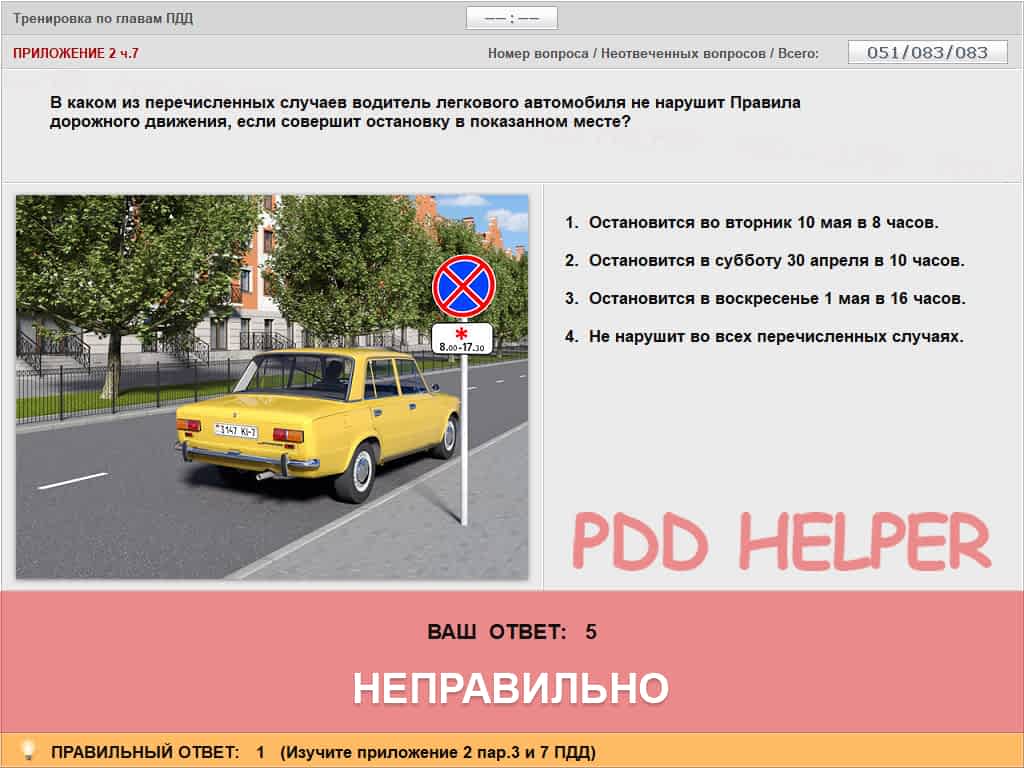 Тренировка по главам ПДД
—— : ——
ПРИЛОЖЕНИЕ 2 ч.7
Номер вопроса / Неотвеченных вопросов / Всего:
051/083/083
В каком из перечисленных случаев водитель легкового автомобиля не нарушит Правила
дорожного движения, если совершит остановку в показанном месте?
8.00-17.30
3147 KI-7
1. Остановится во вторник 10 мая в 8 часов.
2. Остановится в субботу 30 апреля в 10 часов.
3. Остановится в воскресенье 1 мая в 16 часов.
4. Не нарушит во всех перечисленных случаях.
PDD HELPER
ВАШ ОТВЕТ: 5
НЕПРАВИЛЬНО
ПРАВИЛЬНЫЙ ОТВЕТ: 1 (Изучите приложение 2 пар.3 и 7 ПДД)